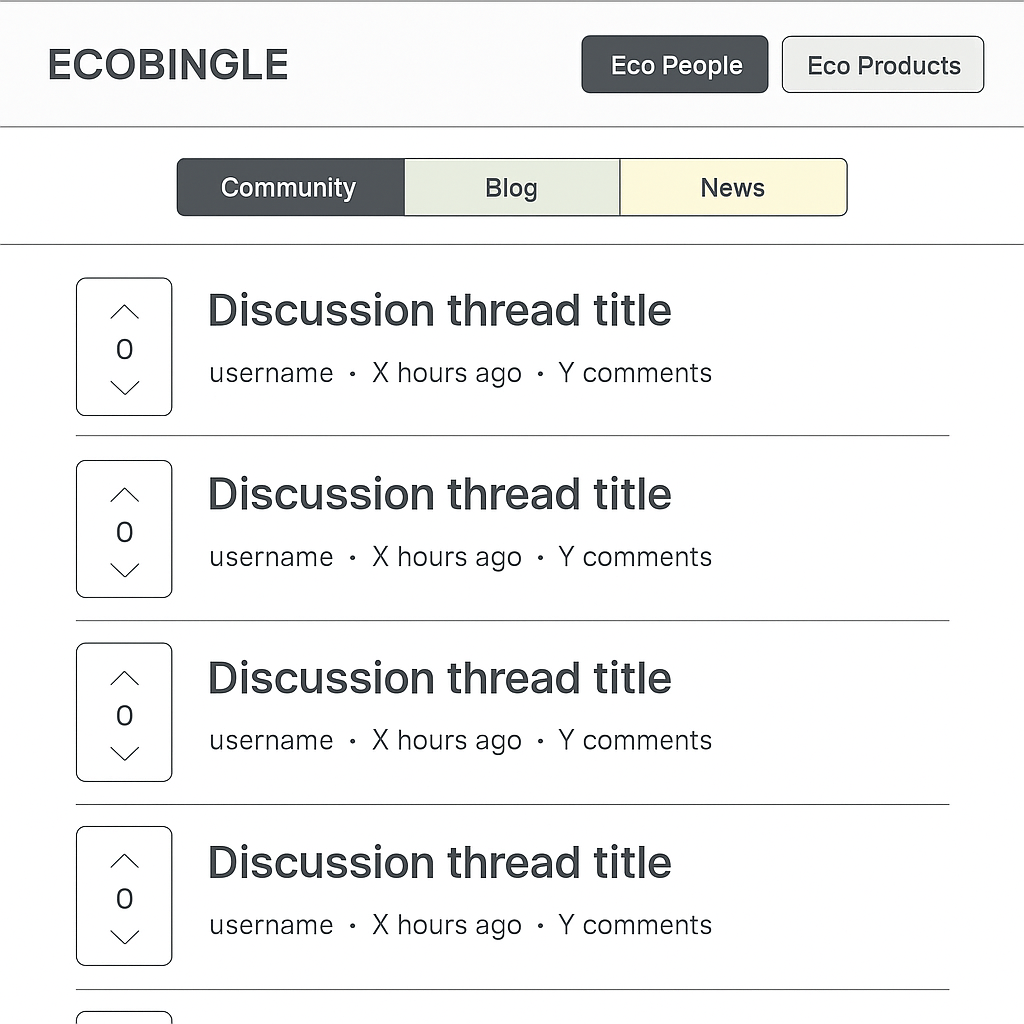 ECOBINGLE
Eco People
Eco Products
Community
Blog
News
Discussion thread title
0
username • X hours ago • Y comments
Discussion thread title
0
username • X hours ago • Y comments
Discussion thread title
0
username • X hours ago • Y comments
Discussion thread title
0
username • X hours ago • Y comments